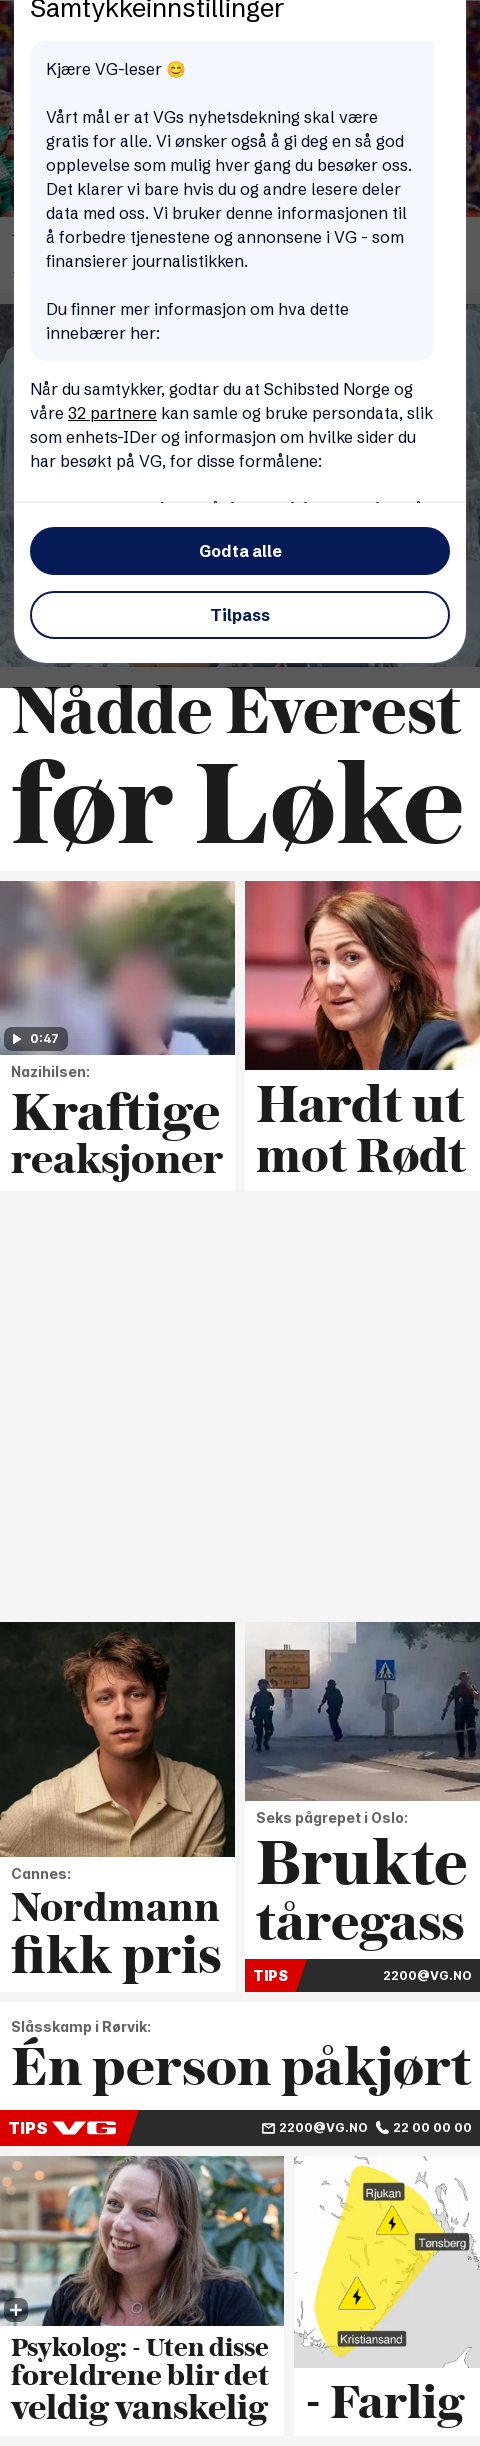 Samtykkeinnstillinger
Kjære VG-leser 😊
Vårt mål er at VGs nyhetsdekning skal være
gratis for alle. Vi ønsker også å gi deg en så god
opplevelse som mulig hver gang du besøker oss.
Det klarer vi bare hvis du og andre lesere deler
data med oss. Vi bruker denne informasjonen til
å forbedre tjenestene og annonsene i VG - som
finansierer journalistikken.
Du finner mer informasjon om hva dette
innebærer her:
Når du samtykker, godtar du at Schibsted Norge og
våre 32 partnere kan samle og bruke persondata, slik
som enhets-IDer og informasjon om hvilke sider du
har besøkt på VG, for disse formålene:
Godta alle
Tilpass
Nådde Everest
før Løke
0:47
Nazihilsen:
Kraftige
reaksjoner
Hardt ut
mot Rødt
Cannes:
Nordmann
fikk pris
Seks pågrepet i Oslo:
Brukte
tåregass
TIPS 2200@VG.NO
Slåsskamp i Rørvik:
Én person påkjørt
TIPS VG 2200@VG.NO 22 00 00 00
Psykolog: - Uten disse
foreldrene blir det
veldig vanskelig
Rjukan
Tønsberg
Kristiansand
- Farlig